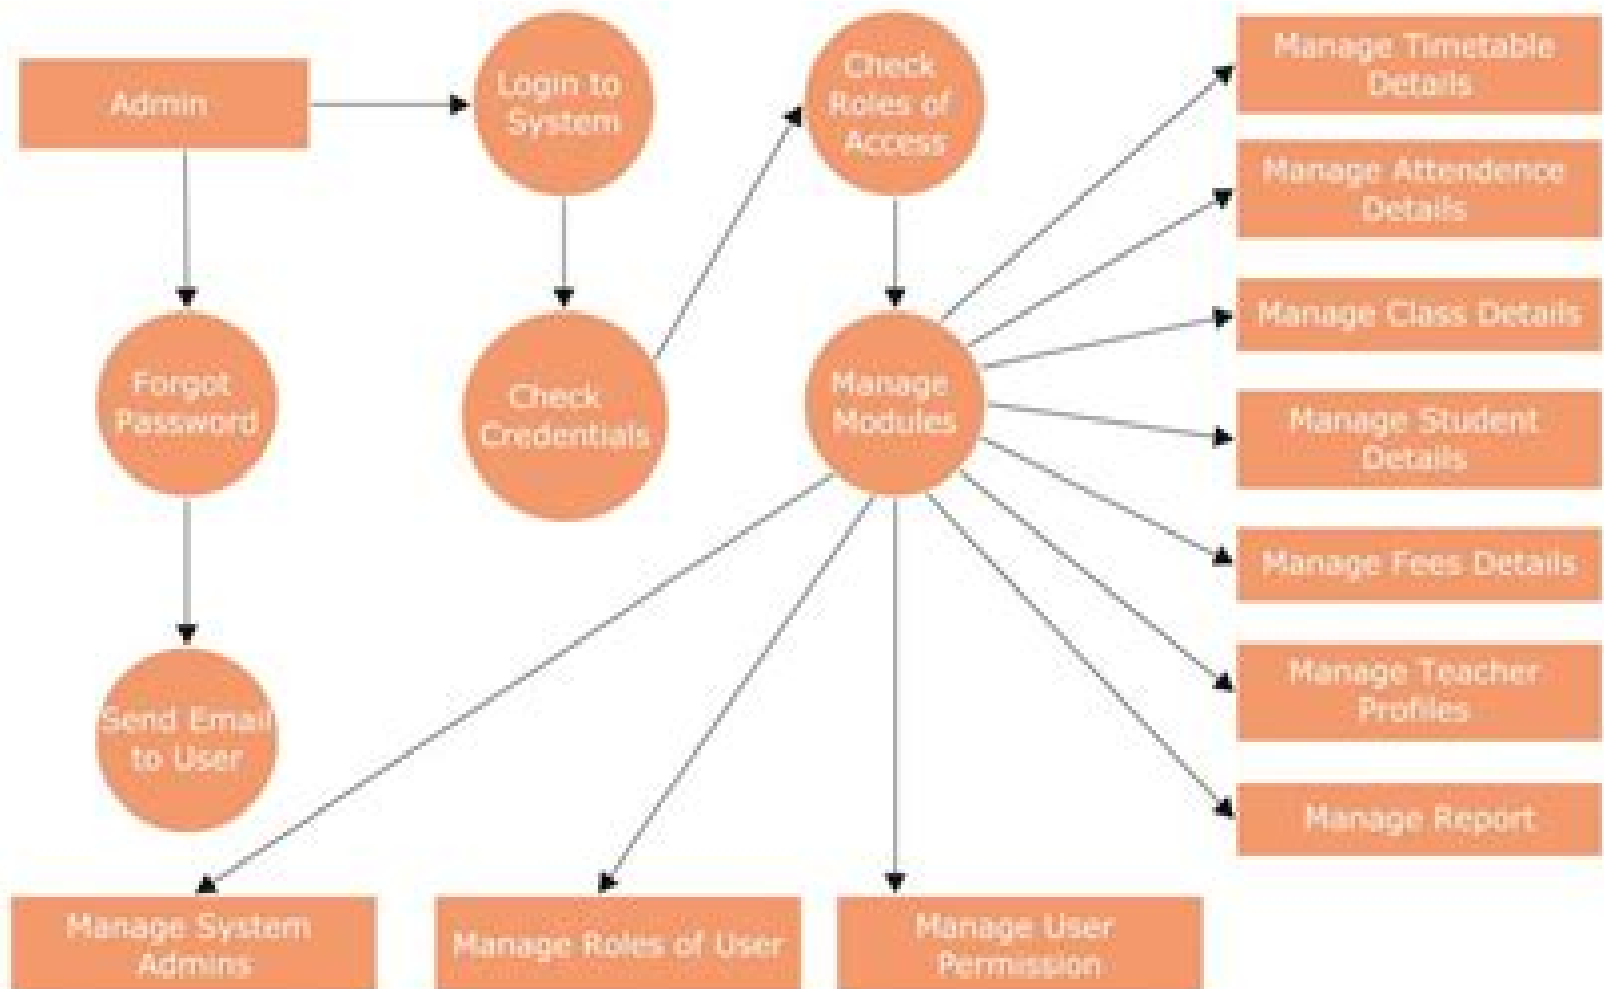 Admin
Login to
System
Check
Roles of
Access
Manage Timetable
Details
Manage Attendence
Details
Manage Class Details
Forgot
Password
Check
Credentials
Manage
Modules
Manage Student
Details
Manage Fees Details
Send Email
to User
Manage Teacher
Profiles
Manage Report
Manage System
Admins
Manage Roles of User
Manage User
Permission